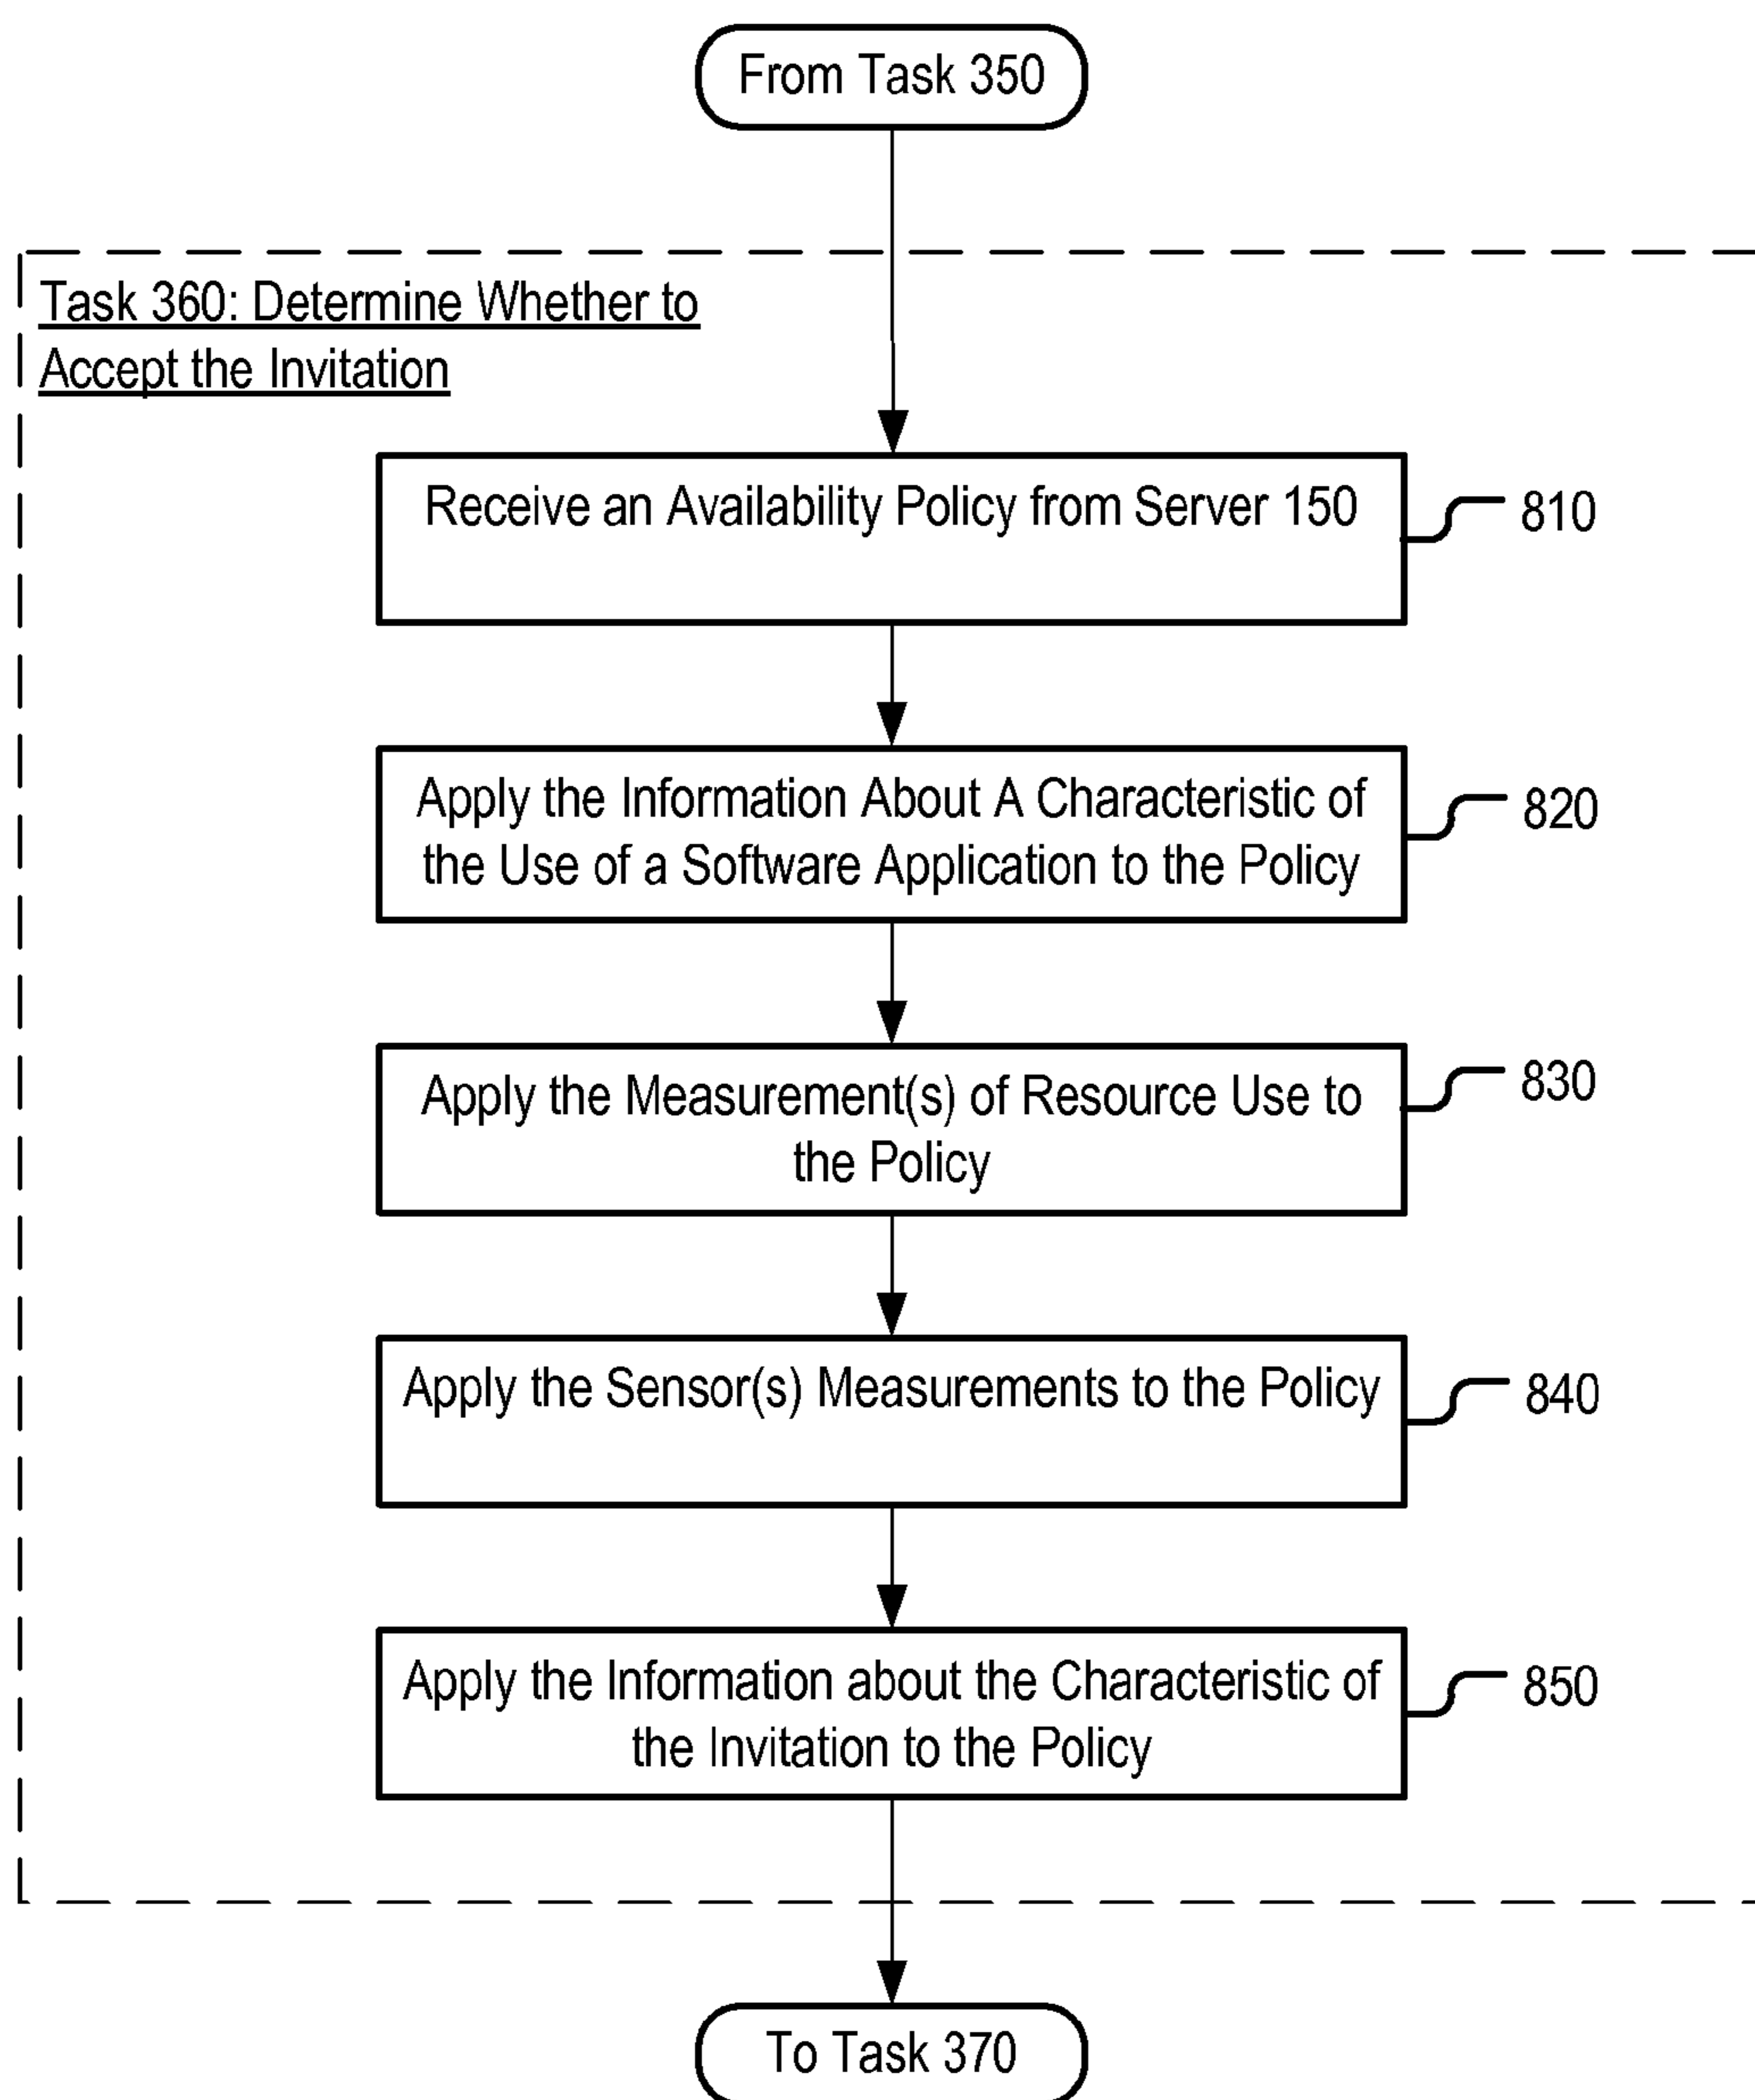 From Task 350
Task 360: Determine Whether to
Accept the Invitation
Receive an Availability Policy from Server 150
810
Apply the Information About A Characteristic of
the Use of a Software Application to the Policy
820
Apply the Measurement(s) of Resource Use to
the Policy
830
Apply the Sensor(s) Measurements to the Policy
840
Apply the Information about the Characteristic of
the Invitation to the Policy
850
To Task 370